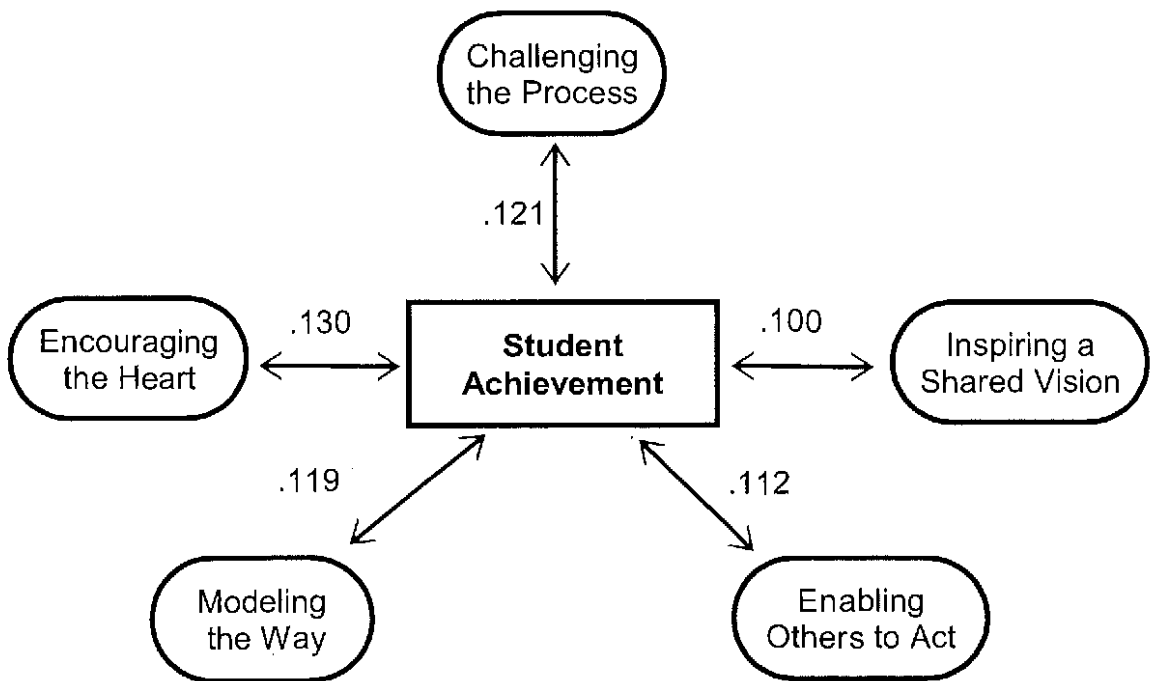 Challenging
the Process
.121
Encouraging
the Heart
.130
Student
Achievement
.100
Inspiring a
Shared Vision
.119
.112
Modeling
the Way
Enabling
Others to Act